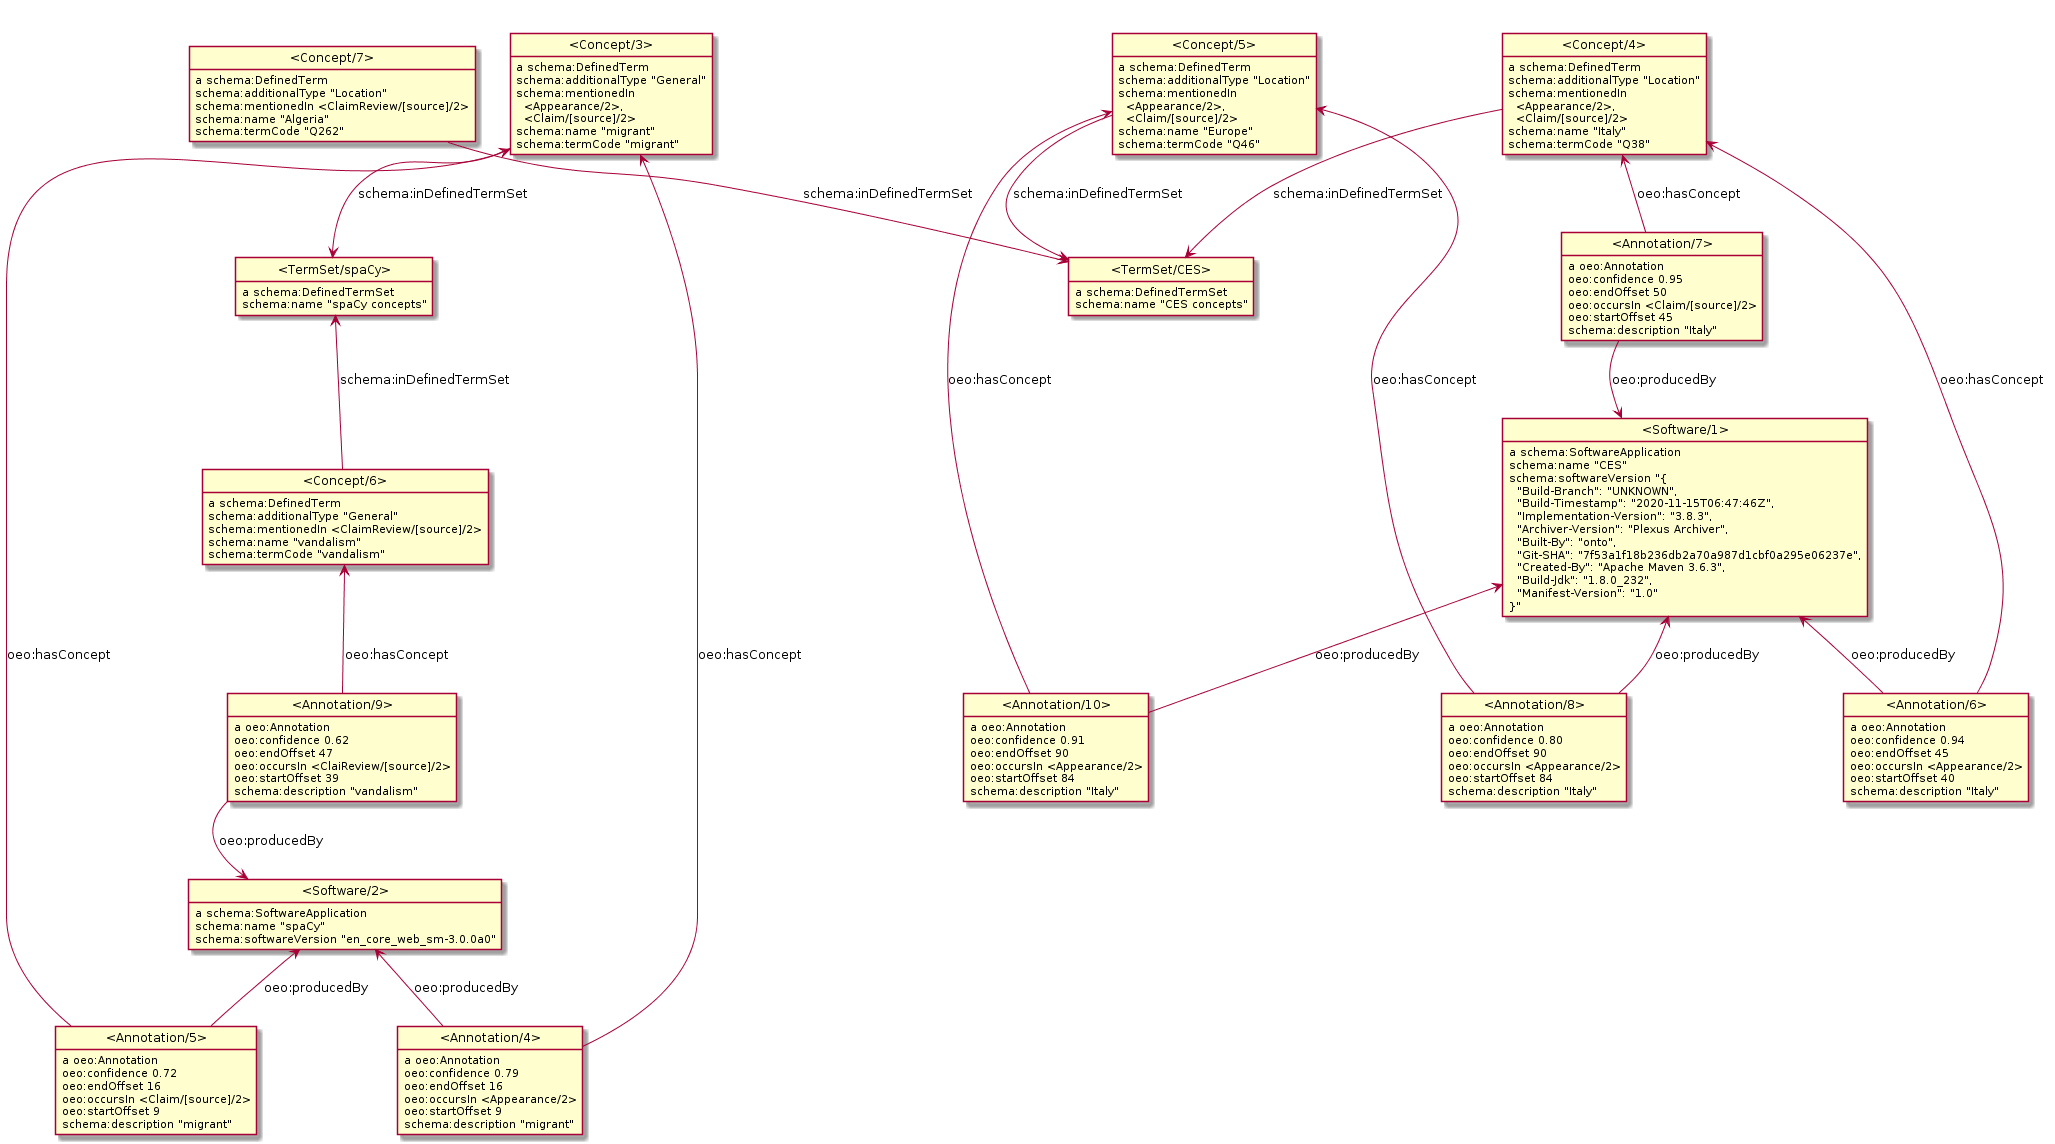 <Concept/7>
a schema:DefinedTerm
schema:additionalType "Location"
schema:mentionedIn <ClaimReview/[source]/2>
schema:name "Algeria"
schema:termCode "Q262"
<Concept/3>
a schema:DefinedTerm
schema:additionalType "General"
schema:mentionedIn
<Appearance/2>,
<Claim/[source]/2>
schema:name "migrant"
schema:termCode "migrant"
<Concept/5>
a schema:DefinedTerm
schema:additionalType "Location"
schema:mentionedIn
<Appearance/2>,
<Claim/[source]/2>
schema:name "Europe"
schema:termCode "Q46"
<Concept/4>
a schema:DefinedTerm
schema:additionalType "Location"
schema:mentionedIn
<Appearance/2>,
<Claim/[source]/2>
schema:name "Italy"
schema:termCode "Q38"
schema:inDefinedTermSet
schema:inDefinedTermSet
schema:inDefinedTermSet
schema:inDefinedTermSet
oeo:hasConcept
<TermSet/spaCy>
a schema:DefinedTermSet
schema:name "spaCy concepts"
<TermSet/CES>
a schema:DefinedTermSet
schema:name "CES concepts"
<Annotation/7>
a oeo:Annotation
oeo:confidence 0.95
oeo:endOffset 50
oeo:occursIn <Claim/[source]/2>
oeo:startOffset 45
schema:description "Italy"
schema:inDefinedTermSet
oeo:hasConcept
oeo:hasConcept
oeo:producedBy
oeo:hasConcept
<Concept/6>
a schema:DefinedTerm
schema:additionalType "General"
schema:mentionedIn <ClaimReview/[source]/2>
schema:name "vandalism"
schema:termCode "vandalism"
<Software/1>
a schema:SoftwareApplication
schema:name "CES"
schema:softwareVersion "{
"Build-Branch": "UNKNOWN",
"Build-Timestamp": "2020-11-15T06:47:46Z",
"Implementation-Version": "3.8.3",
"Archiver-Version": "Plexus Archiver",
"Built-By": "onto",
"Git-SHA": "7f53a1f18b236db2a70a987d1cbf0a295e06237e",
"Created-By": "Apache Maven 3.6.3",
"Build-Jdk": "1.8.0_232",
"Manifest-Version": "1.0"
}"
oeo:hasConcept
oeo:hasConcept
oeo:hasConcept
oeo:producedBy
oeo:producedBy
oeo:producedBy
<Annotation/9>
a oeo:Annotation
oeo:confidence 0.62
oeo:endOffset 47
oeo:occursIn <ClaiReview/[source]/2>
oeo:startOffset 39
schema:description "vandalism"
<Annotation/10>
a oeo:Annotation
oeo:confidence 0.91
oeo:endOffset 90
oeo:occursIn <Appearance/2>
oeo:startOffset 84
schema:description "Italy"
<Annotation/8>
a oeo:Annotation
oeo:confidence 0.80
oeo:endOffset 90
oeo:occursIn <Appearance/2>
oeo:startOffset 84
schema:description "Italy"
<Annotation/6>
a oeo:Annotation
oeo:confidence 0.94
oeo:endOffset 45
oeo:occursIn <Appearance/2>
oeo:startOffset 40
schema:description "Italy"
oeo:producedBy
<Software/2>
a schema:SoftwareApplication
schema:name "spaCy"
schema:softwareVersion "en_core_web_sm-3.0.0a0"
oeo:producedBy
oeo:producedBy
<Annotation/5>
a oeo:Annotation
oeo:confidence 0.72
oeo:endOffset 16
oeo:occursIn <Claim/[source]/2>
oeo:startOffset 9
schema:description "migrant"
<Annotation/4>
a oeo:Annotation
oeo:confidence 0.79
oeo:endOffset 16
oeo:occursIn <Appearance/2>
oeo:startOffset 9
schema:description "migrant"